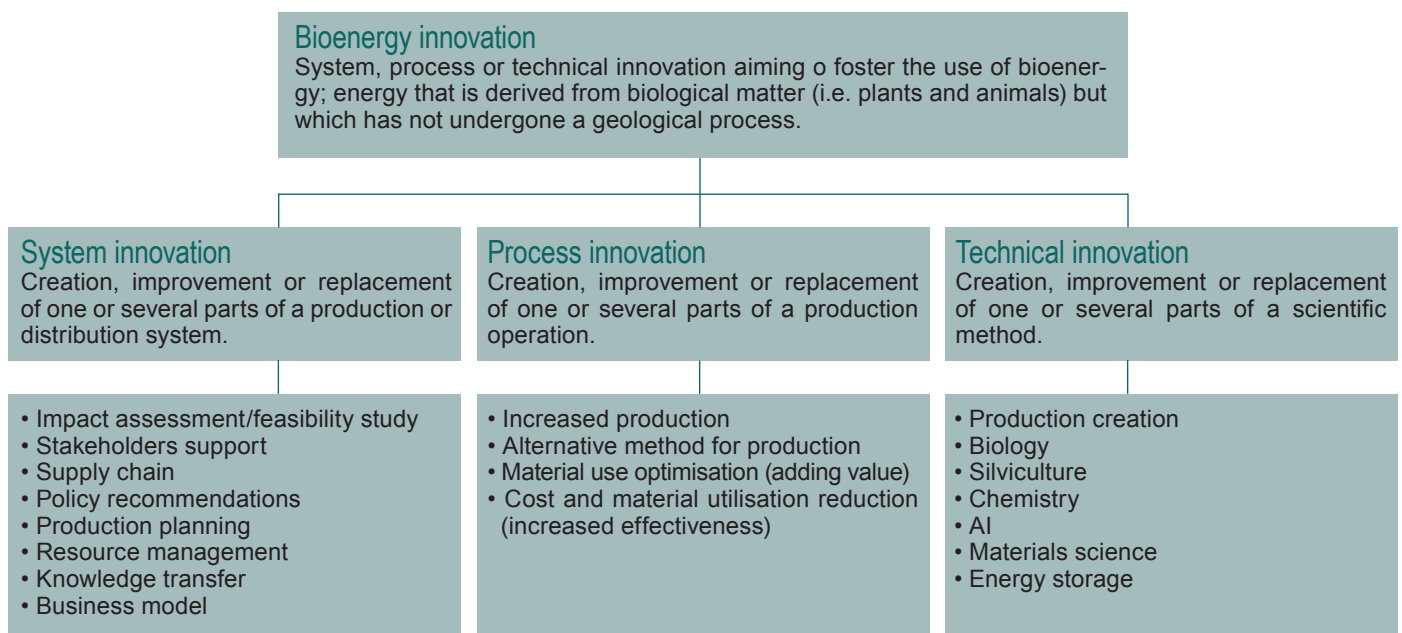 Bioenergy innovation
System, process or technical innovation aiming o foster the use of bioener-
gy; energy that is derived from biological matter (i.e. plants and animals) but
which has not undergone a geological process.
System innovation
Creation, improvement or replacement
of one or several parts of a production or
distribution system.
Process innovation
Creation, improvement or replacement
of one or several parts of a production
operation.
Technical innovation
Creation, improvement or replacement
of one or several parts of a scientific
method.
• Impact assessment/feasibility study
• Stakeholders support
• Supply chain
• Policy recommendations
• Production planning
• Resource management
• Knowledge transfer
• Business model
• Increased production
• Alternative method for production
• Material use optimisation (adding value)
• Cost and material utilisation reduction
(increased effectiveness)
• Production creation
• Biology
• Silviculture
• Chemistry
• AI
• Materials science
• Energy storage